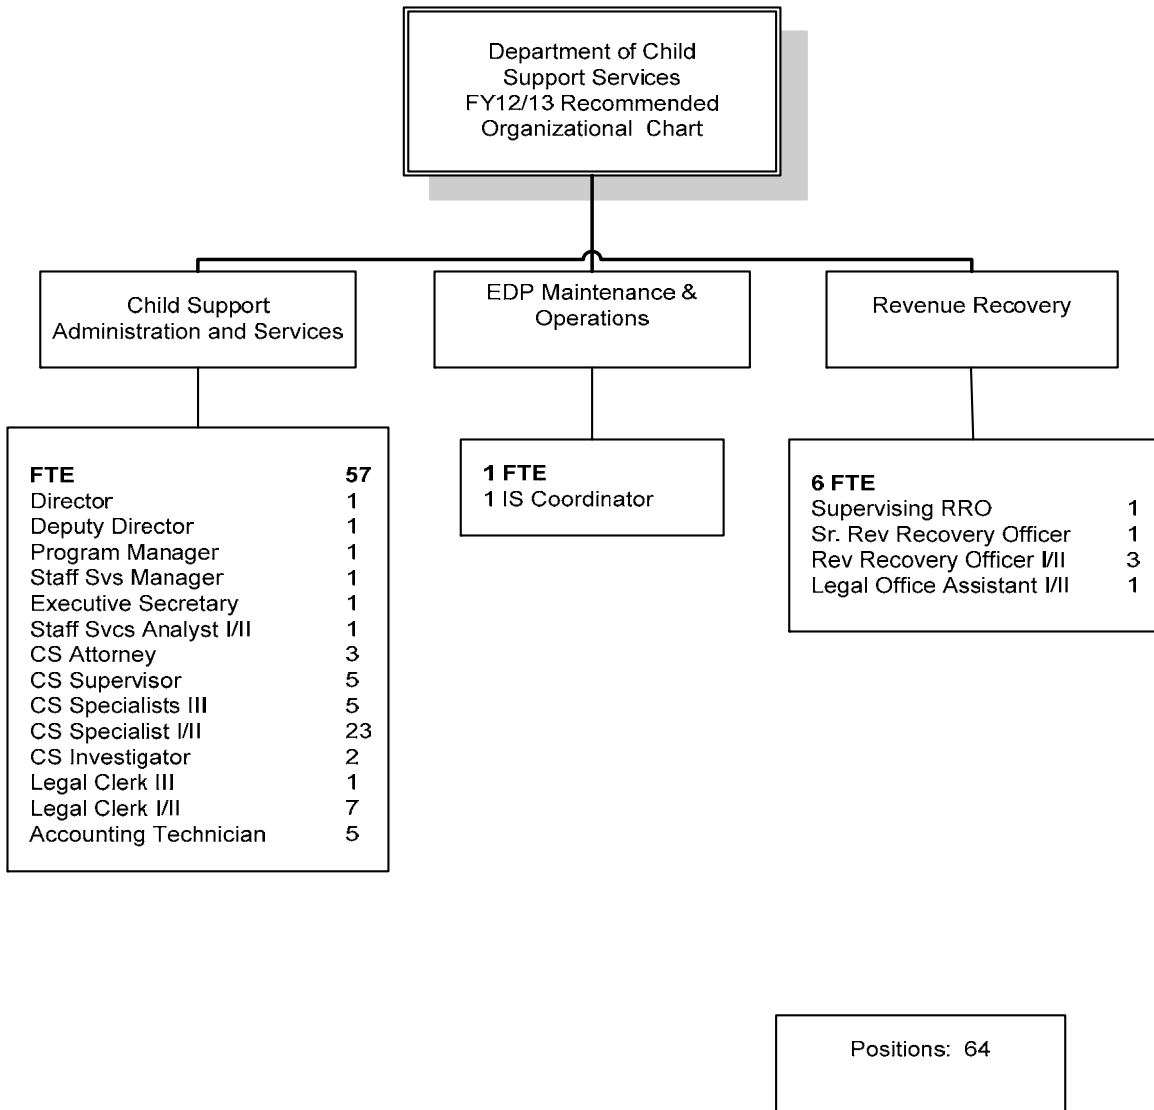 Department of Child
Support Services
FY12/13 Recommended
Organizational Chart
Child Support
Administration and Services
EDP Maintenance &
Operations
Revenue Recovery
FTE 57
Director 1
Deputy Director 1
Program Manager 1
Staff Svs Manager 1
Executive Secretary 1
Staff Svcs Analyst I/II 1
CS Attorney 3
CS Supervisor 5
CS Specialists III 5
CS Specialist I/II 23
CS Investigator 2
Legal Clerk III 1
Legal Clerk I/II 7
Accounting Technician 5
1 FTE
1 IS Coordinator
6 FTE
Supervising RRO 1
Sr. Rev Recovery Officer 1
Rev Recovery Officer I/II 3
Legal Office Assistant I/II 1
Positions: 64